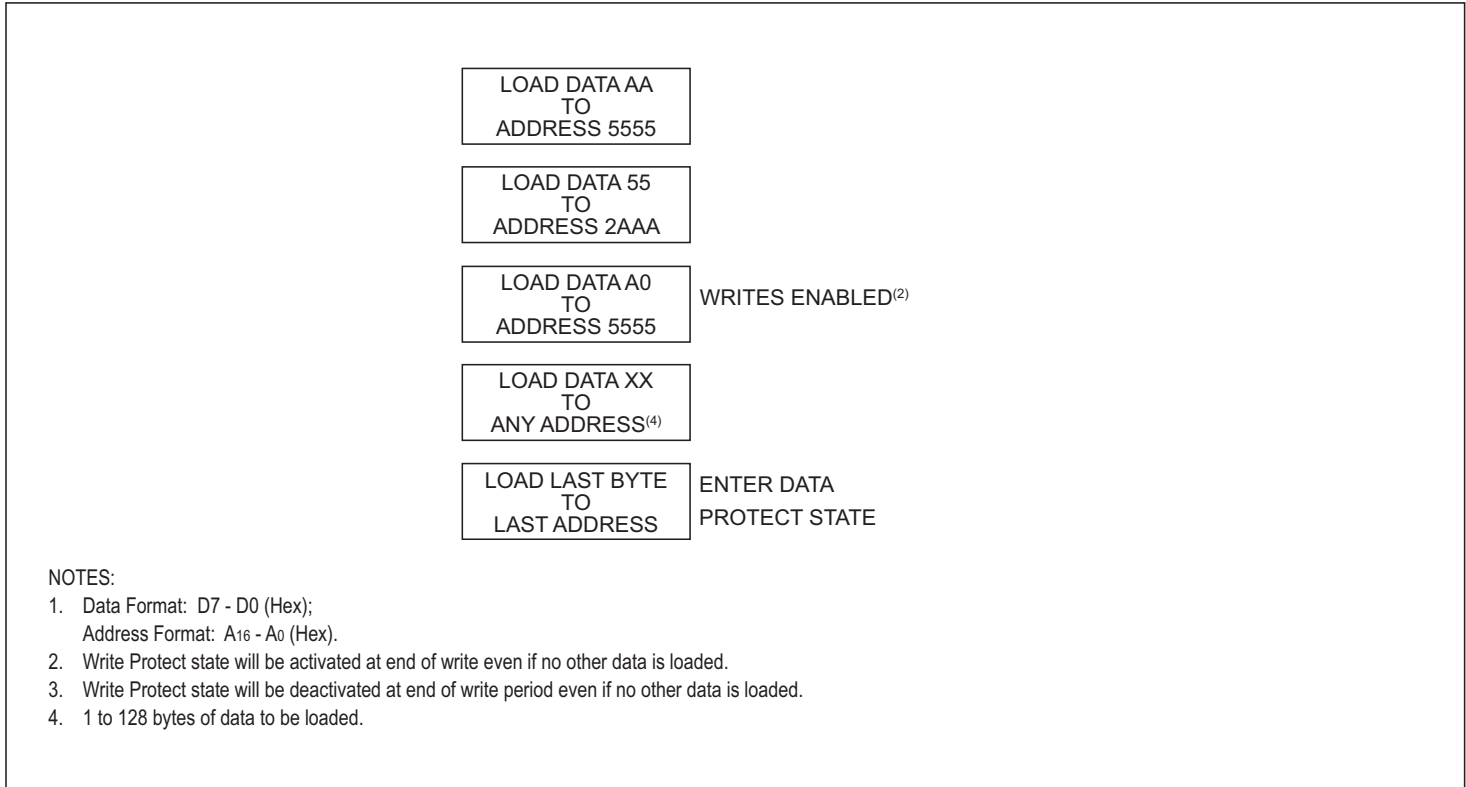 LOAD DATA AA
TO
ADDRESS 5555
LOAD DATA 55
TO
ADDRESS 2AAA
LOAD DATA A0
TO
ADDRESS 5555
WRITES ENABLED(2)
LOAD DATA XX
TO
ANY ADDRESS(4)
LOAD LAST BYTE
TO
LAST ADDRESS
ENTER DATA
PROTECT STATE
NOTES:
1. Data Format: D7 - D0 (Hex);
Address Format: A16 - A0 (Hex).
2. Write Protect state will be activated at end of write even if no other data is loaded.
3. Write Protect state will be deactivated at end of write period even if no other data is loaded.
4. 1 to 128 bytes of data to be loaded.